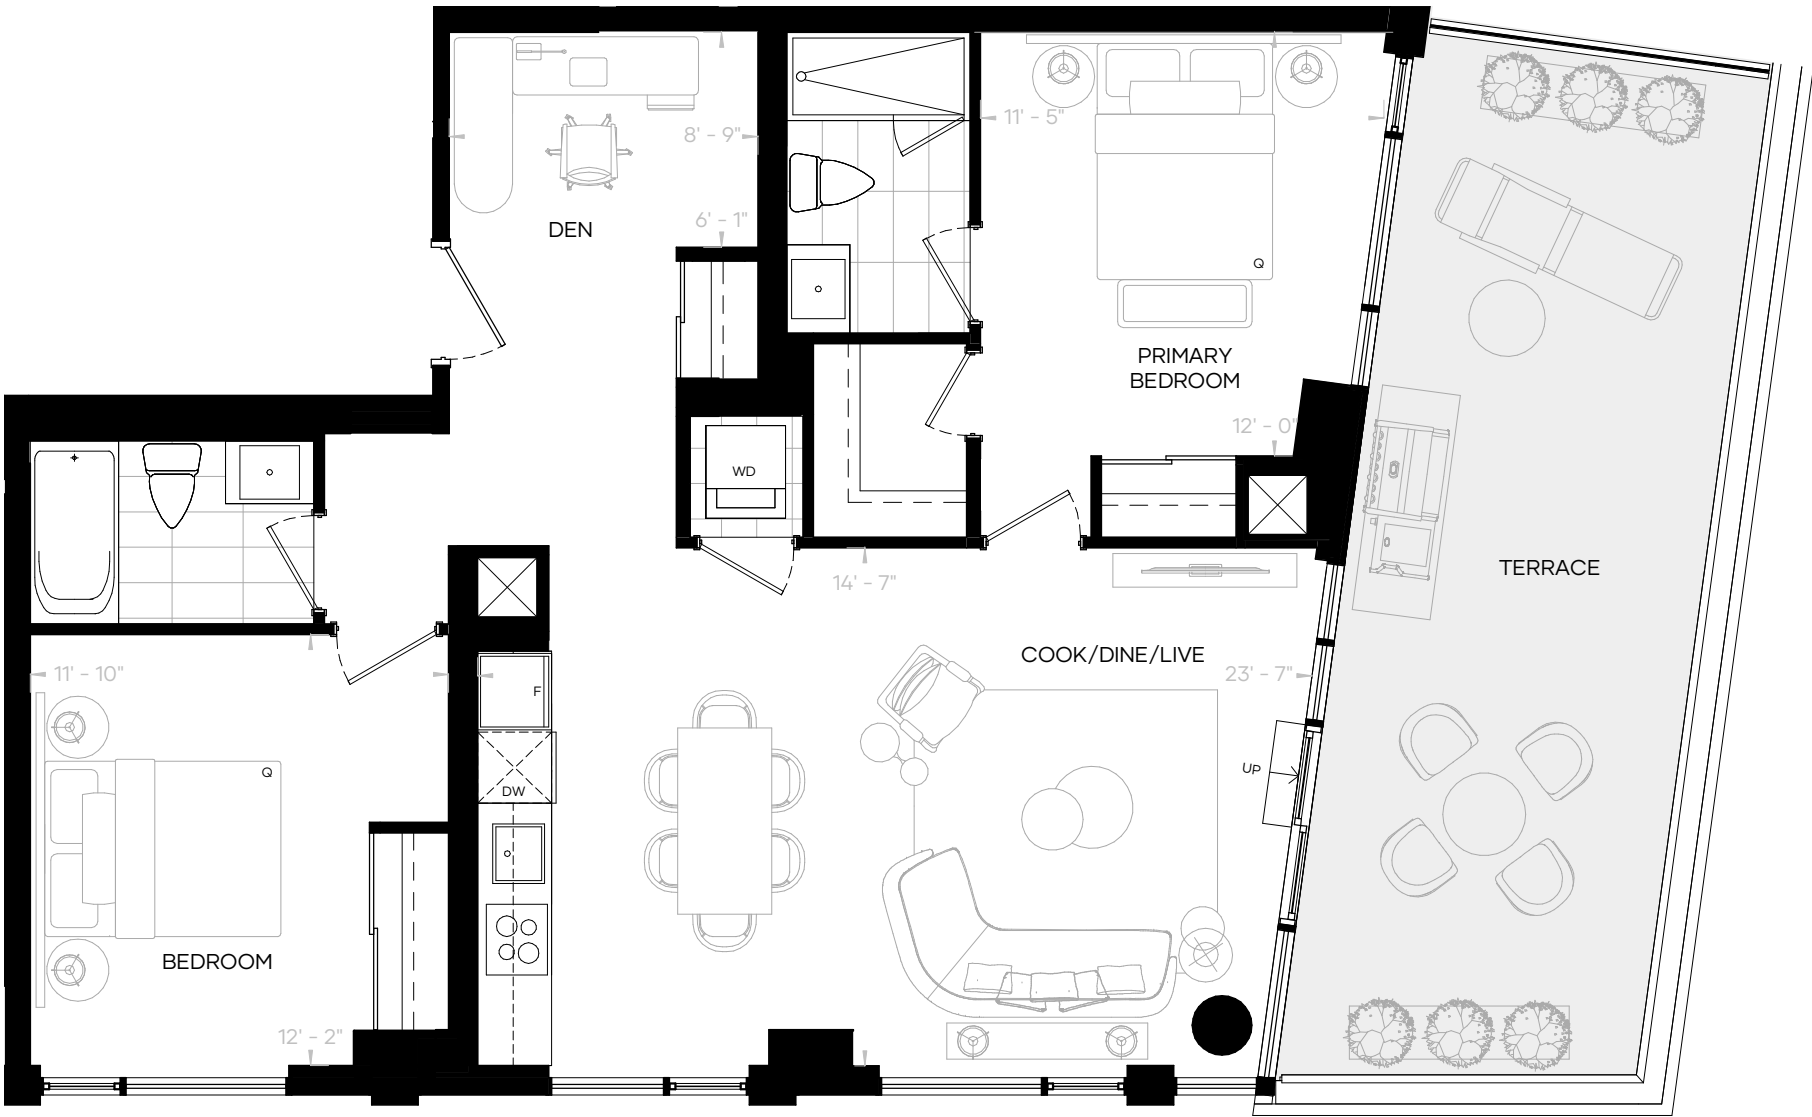 8' - 9"
11' - 5"
6' - 1"
DEN
Q
PRIMARY
BEDROOM
12' - 0"
WD
TERRACE
14' - 7"
COOK/DINE/LIVE
11' - 10"
23' - 7"
F
Q
UP
DW
BEDROOM
12' - 2"